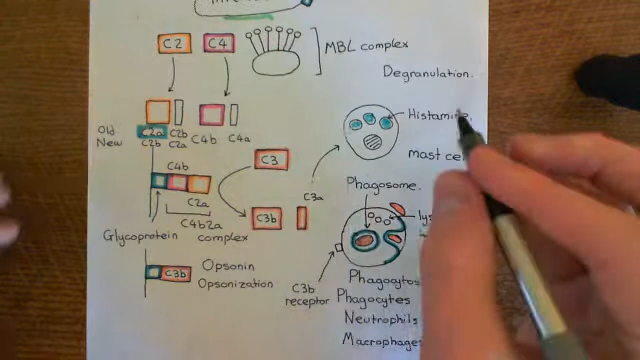 C2
C4
MBL complex
Degranulation.
Old
New
C2a
C2b
C2b
C2a
C4b
C4a
Histamine.
mast
C3
C4b
C2a
C4b2a
complex
Glycoprotein
C3b
C3a
Phagosome.
C3b
Opsonin
Opsonization
C3b
receptor
Phagocytes
Neutrophils
Macrophages